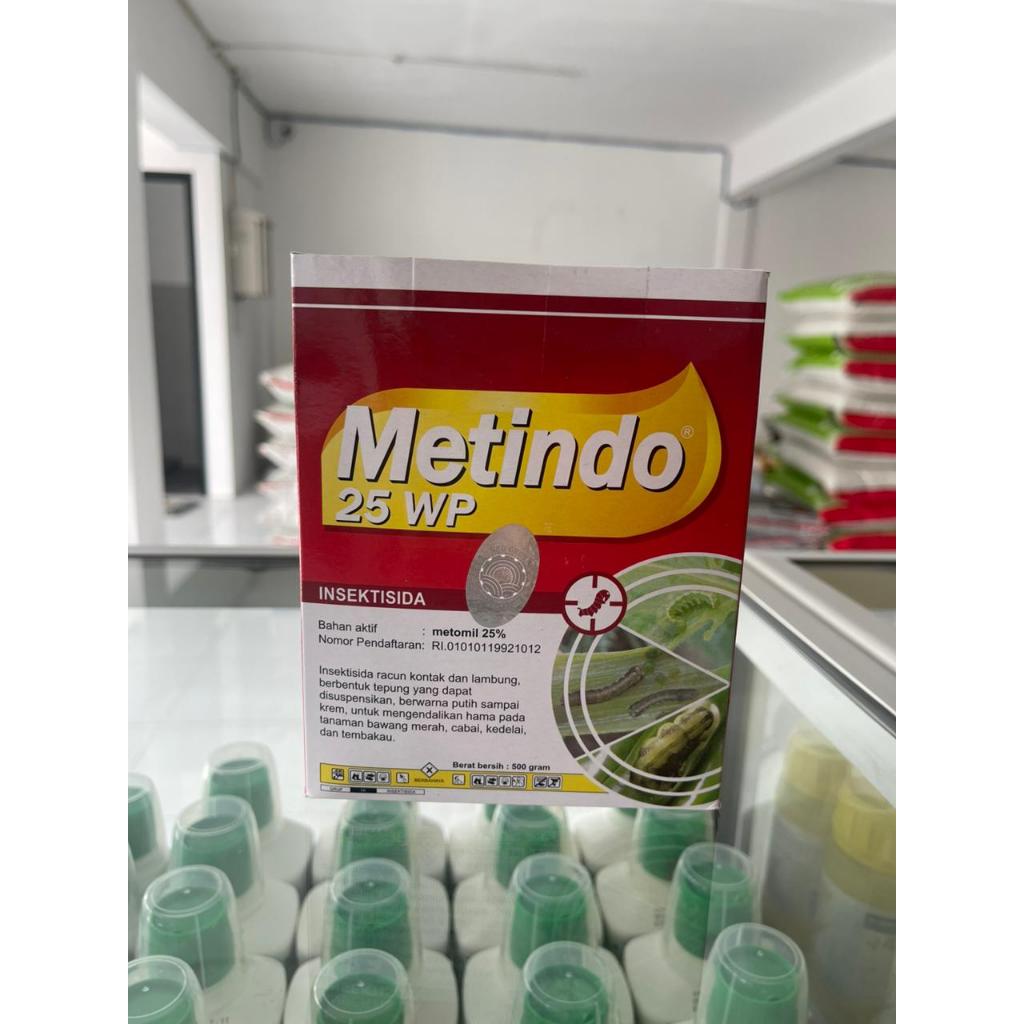 Metindo®
25 WP
INSEKTISIDA
Bahan aktif : metomil 25%
Nomor Pendaftaran: RI.01010119921012
Insektisida racun kontak dan lambung,
berbentuk tepung yang dapat
disuspensikan, berwarna putih sampai
krem, untuk mengendalikan hama pada
tanaman bawang merah, cabai, kedelai,
dan tembakau.
Berat bersih : 500 gram
BERBAHAYA
INSEKTISIDA